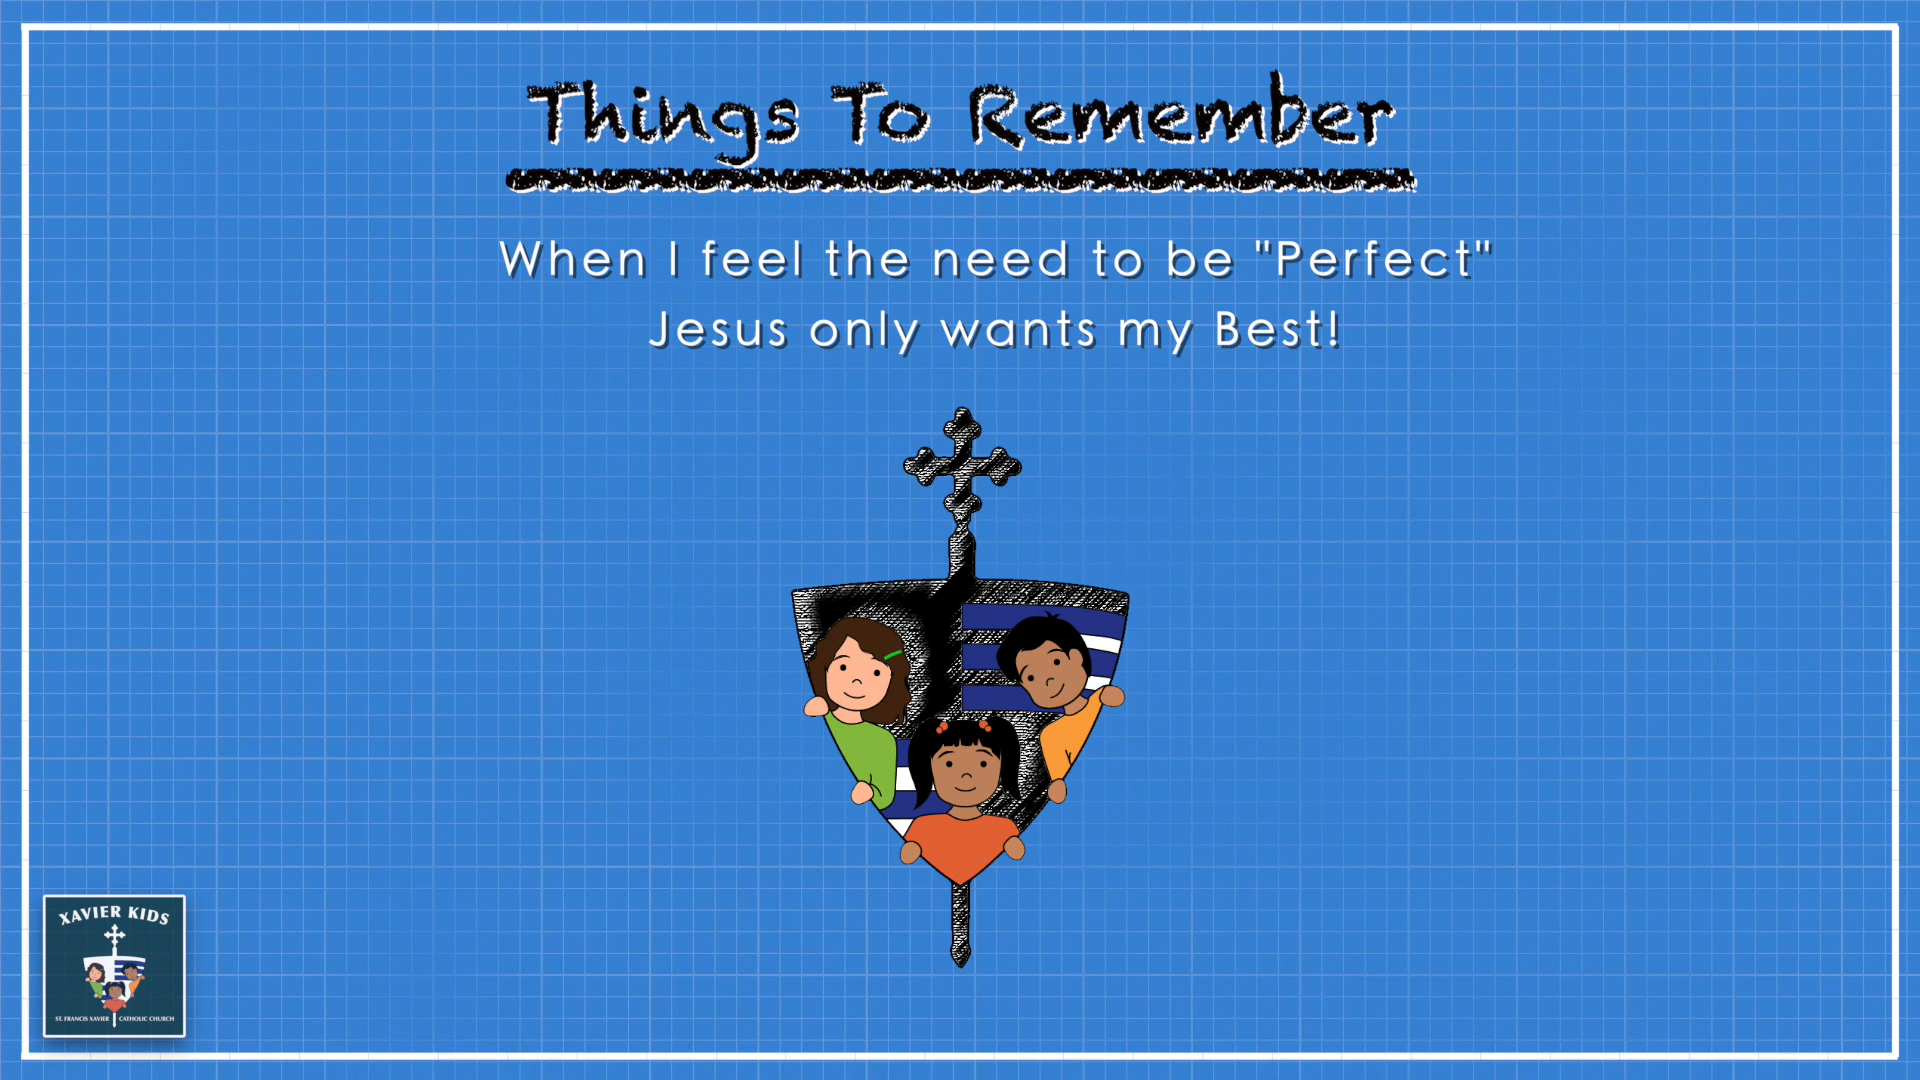 Things To Remember
When I feel the need to be "Perfect"
Jesus only wants my Best!
XAVIER KIDS
ST. FRANCIS XAVIER CATHOLIC CHURCH